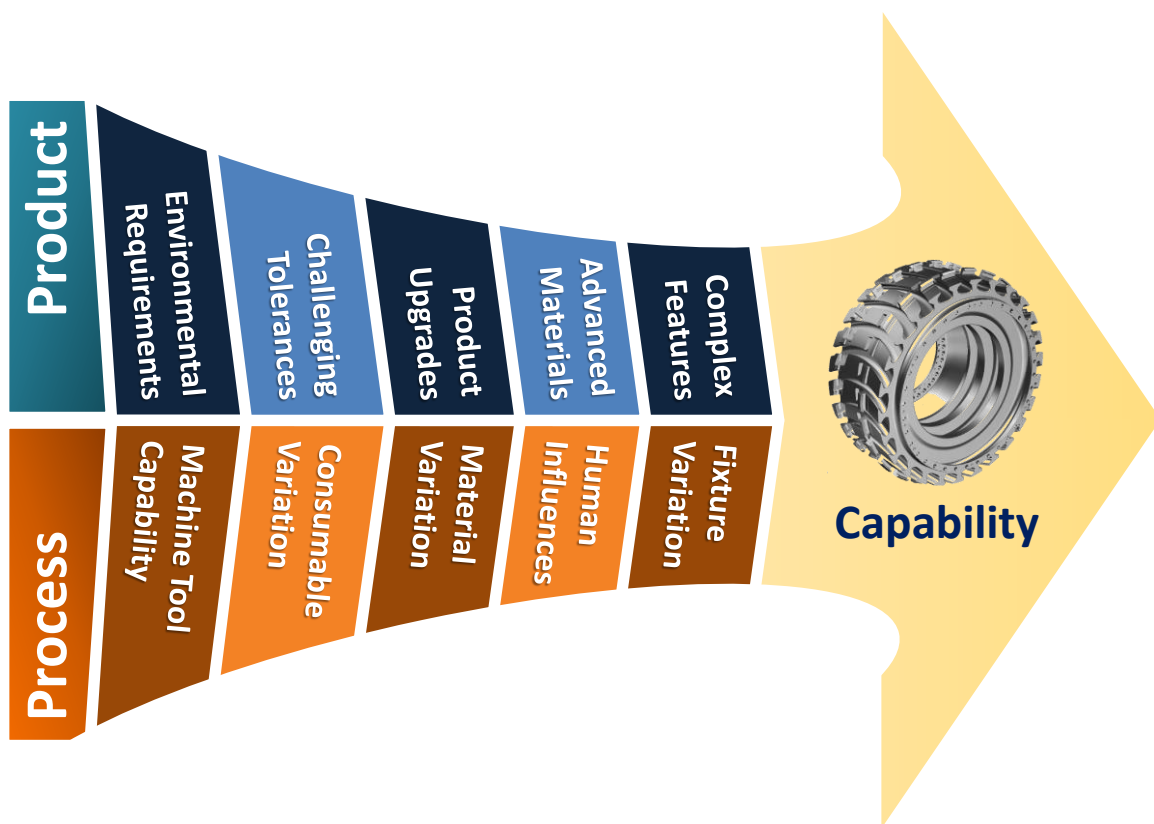 Product
Environmental
Requirements
Challenging
Tolerances
Product
Upgrades
Advanced
Materials
Complex
Features
Process
Machine Tool
Capability
Consumable
Variation
Material
Variation
Human
Influences
Fixture
Variation
Capability